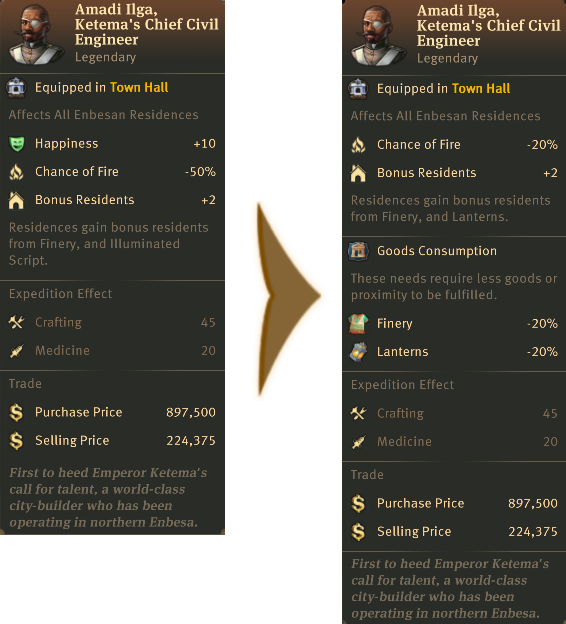 Amadi Ilga,
Ketema's Chief Civil
Engineer
Legendary
Equipped in Town Hall
Affects All Enbesan Residences
Happiness +10
Chance of Fire -50%
Bonus Residents +2
Residences gain bonus residents
from Finery, and Illuminated
Script.
Expedition Effect
Crafting 45
Medicine 20
Trade
Purchase Price 897,500
Selling Price 224,375
First to heed Emperor Ketema's
call for talent, a world-class
city-builder who has been
operating in northern Enbesa.
Amadi Ilga,
Ketema's Chief Civil
Engineer
Legendary
Equipped in Town Hall
Affects All Enbesan Residences
Chance of Fire -20%
Bonus Residents +2
Residences gain bonus residents
from Finery, and Lanterns.
Goods Consumption
These needs require less goods or
proximity to be fulfilled.
Finery -20%
Lanterns -20%
Expedition Effect
Crafting 45
Medicine 20
Trade
Purchase Price 897,500
Selling Price 224,375
First to heed Emperor Ketema's
call for talent, a world-class
city-builder who has been
operating in northern Enbesa.